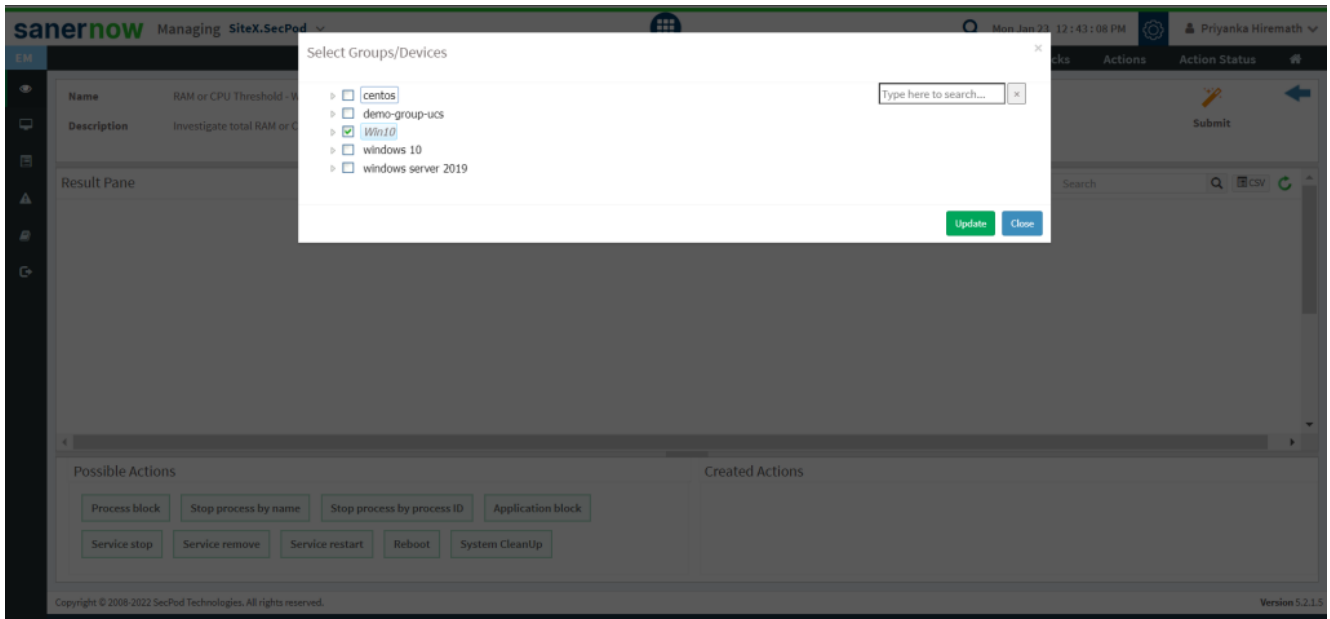 sanernow Managing SiteX.SecPod Mon Jan 23 12:43:08 PM Priyanka Hiremath
EM Actions Action Status
Select Groups/Devices ×
Name RAM or CPU Threshold - W
Description Investigate total RAM or C
centos
demo-group-ucs
Win10
windows 10
windows server 2019
Type here to search... ×
Submit
Update Close
Result Pane Search CSV
Possible Actions
Process block Stop process by name Stop process by process ID Application block
Service stop Service remove Service restart Reboot System CleanUp
Created Actions
Copyright © 2008-2022 SecPod Technologies. All rights reserved. Version 5.2.1.5